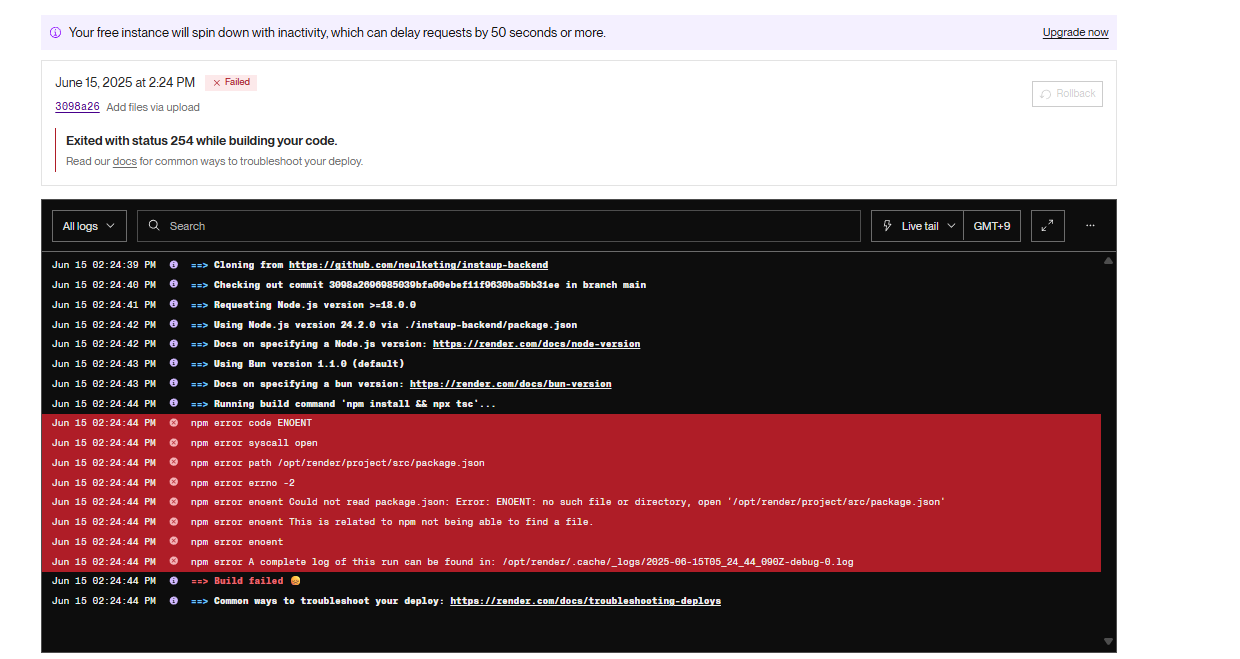 Your free instance will spin down with inactivity, which can delay requests by 50 seconds or more.
Upgrade now
June 15, 2025 at 2:24 PM
Failed
Rollback
3098a26 Add files via upload
Exited with status 254 while building your code.
Read our docs for common ways to troubleshoot your deploy.
All logs
Search
Live tail
GMT+9
Jun 15 02:24:39 PM ==> Cloning from https://github.com/neulketing/instaup-backend
Jun 15 02:24:40 PM ==> Checking out commit 3098a2696985039bfa00ebef11f9630ba5bb31ee in branch main
Jun 15 02:24:41 PM ==> Requesting Node.js version >=18.0.0
Jun 15 02:24:42 PM ==> Using Node.js version 24.2.0 via ./instaup-backend/package.json
Jun 15 02:24:42 PM ==> Docs on specifying a Node.js version: https://render.com/docs/node-version
Jun 15 02:24:43 PM ==> Using Bun version 1.1.0 (default)
Jun 15 02:24:43 PM ==> Docs on specifying a bun version: https://render.com/docs/bun-version
Jun 15 02:24:44 PM ==> Running build command 'npm install && npx tsc'...
Jun 15 02:24:44 PM npm error code ENOENT
Jun 15 02:24:44 PM npm error syscall open
Jun 15 02:24:44 PM npm error path /opt/render/project/src/package.json
Jun 15 02:24:44 PM npm error errno -2
Jun 15 02:24:44 PM npm error enoent Could not read package.json: Error: ENOENT: no such file or directory, open '/opt/render/project/src/package.json'
Jun 15 02:24:44 PM npm error enoent This is related to npm not being able to find a file.
Jun 15 02:24:44 PM npm error enoent
Jun 15 02:24:44 PM npm error A complete log of this run can be found in: /opt/render/.cache/_logs/2025-06-15T05_24_44_090Z-debug-0.log
Jun 15 02:24:44 PM ==> Build failed 😞
Jun 15 02:24:44 PM ==> Common ways to troubleshoot your deploy: https://render.com/docs/troubleshooting-deploys